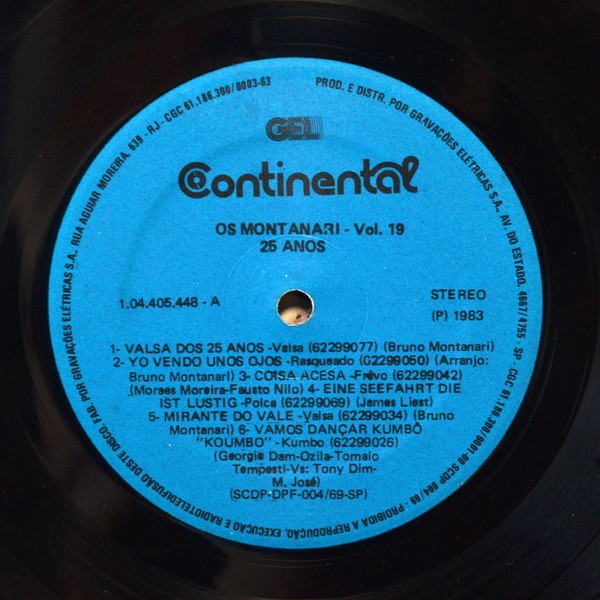 GEL
Continental
OS MONTANARI - Vol. 19
25 ANOS
1.04.405.448 - A
STEREO
(P) 1983
1- VALSA DOS 25 ANOS -Valsa (62299077) (Bruno Montanari)
2- YO VENDO UNOS OJOS -Rasqueado (G2299050) (Arranjo:
Bruno Montanari) 3- COISA ACESA - Frevo (62299042)
(Moraes Moreira-Fausto Nilo) 4- EINE SEEFAHRT DIE
IST LUSTIG -Polca (62299069) (James Liest)
5- MIRANTE DO VALE - Valsa (62299034) (Bruno
Montanari) 6- VAMOS DANÇAR KUMBÔ
"KOUMBO" - Kumbo (62299026)
(Georgie Dam-Ozila-Tomaio
Tempesti-Vs: Tony Dim-
M. José)
(SCDP-DPF-004/69-SP)
PROD. E DISTR. POR GRAVAÇÕES ELÉTRICAS S.A. AV. DO ESTADO, 4667/4755 - SP - CGC 61.186.300/0001-00 SCDP 004/69 - PROIBIDA A REPRODUÇÃO, EXECUÇÃO E RADIOTELEDIFUSÃO DESTE DISCO. FAB. POR GRAVAÇÕES ELÉTRICAS S.A. RUA AGUIAR MOREIRA, 639 - RJ - CGC 61.186.300/0003-63